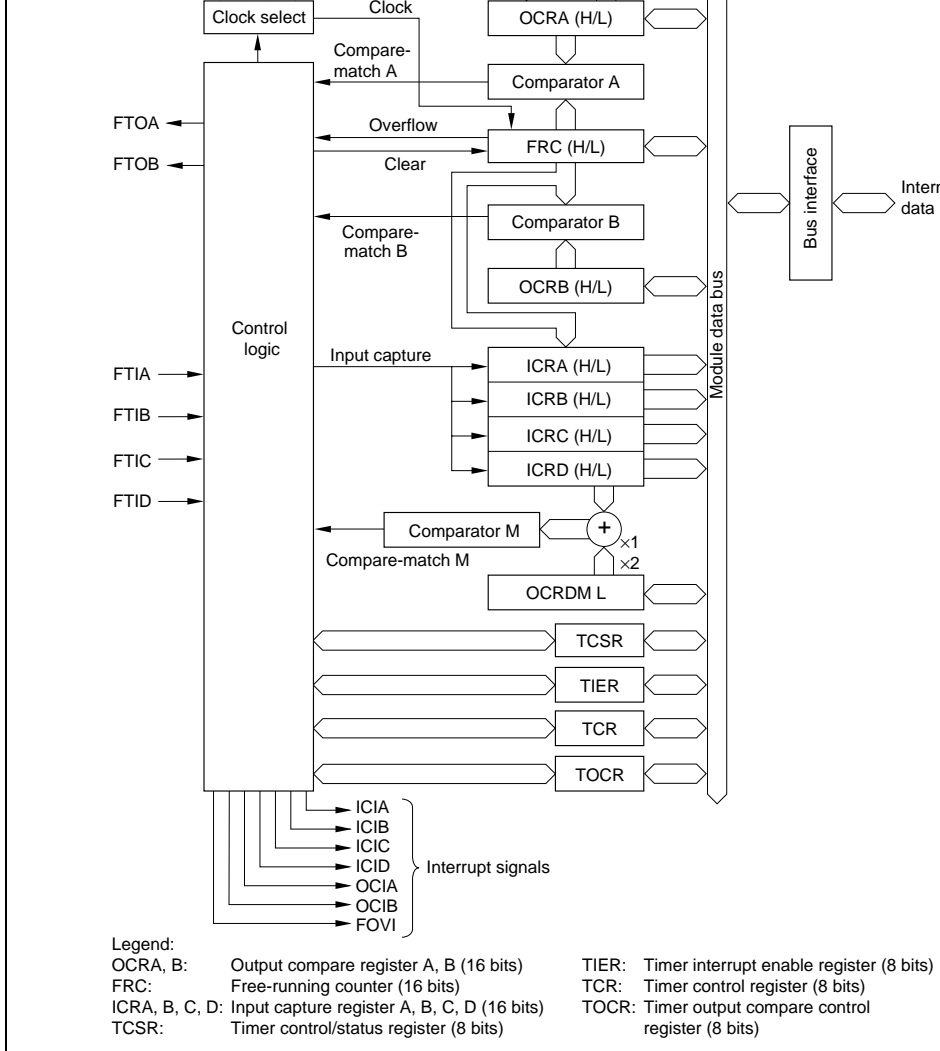 Clock select
Clock
OCRA (H/L)
Compare-
match A
Comparator A
FTOA
Overflow
FRC (H/L)
FTOB
Clear
Bus interface
data
Comparator B
Compare-
match B
OCRB (H/L)
Module data bus
Control
logic
Input capture
ICRA (H/L)
FTIA
ICRB (H/L)
FTIB
ICRC (H/L)
FTIC
ICRD (H/L)
FTID
Comparator M
+
×1
Compare-match M
×2
OCRDM L
TCSR
TIER
TCR
TOCR
ICIA
ICIB
ICIC
ICID
Interrupt signals
OCIA
OCIB
FOVI
Legend:
OCRA, B: Output compare register A, B (16 bits)
FRC: Free-running counter (16 bits)
ICRA, B, C, D: Input capture register A, B, C, D (16 bits)
TCSR: Timer control/status register (8 bits)
TIER: Timer interrupt enable register (8 bits)
TCR: Timer control register (8 bits)
TOCR: Timer output compare control
register (8 bits)